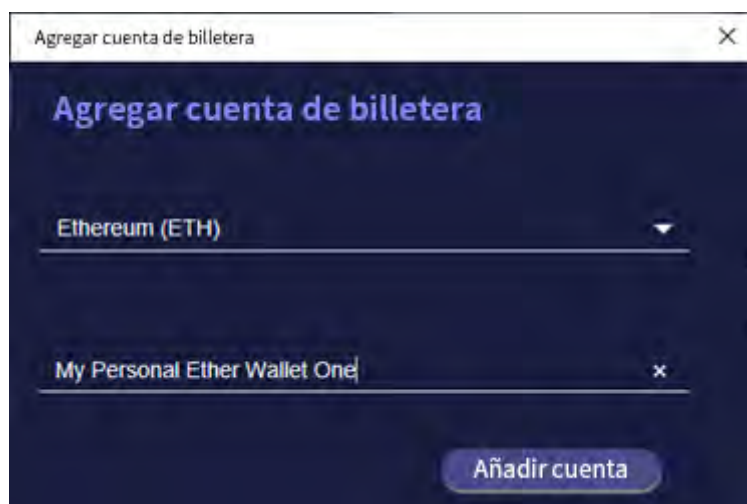 Agregar cuenta de billetera
Agregar cuenta de billetera
Ethereum (ETH)
My Personal Ether Wallet One
Añadir cuenta